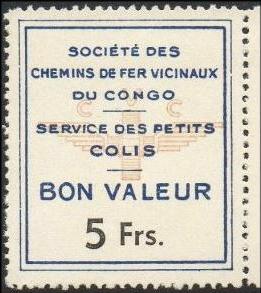 SOCIÉTÉ DES
CHEMINS DE FER VICINAUX
DU CONGO
C C
SERVICE DES PETITS
COLIS
BON VALEUR
5 Frs.